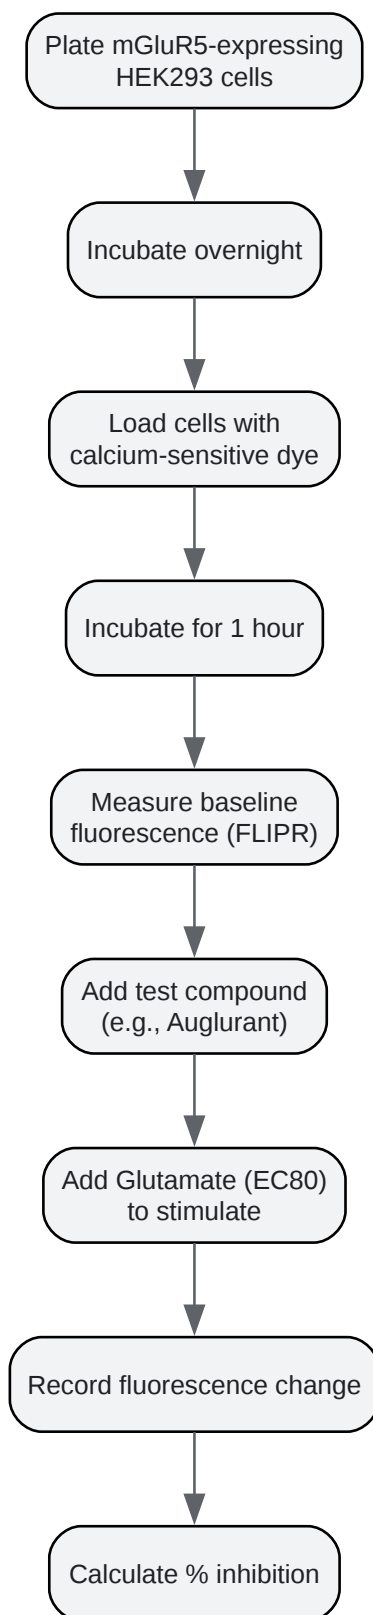 Plate mGluR5-expressing
HEK293 cells
Incubate overnight
Load cells with
calcium-sensitive dye
Incubate for 1 hour
Measure baseline
fluorescence (FLIPR)
Add test compound
(e.g., Auglurant)
Add Glutamate (EC80)
to stimulate
Record fluorescence change
Calculate % inhibition